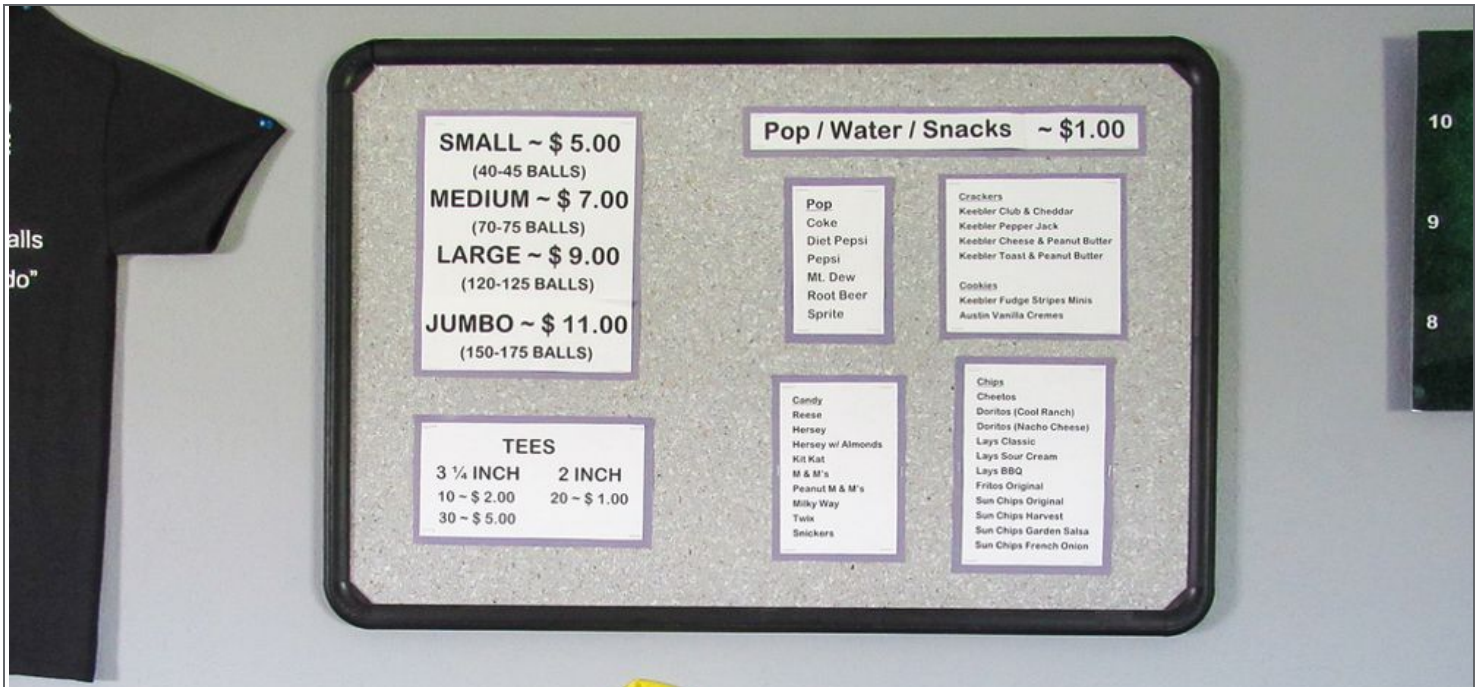 alls
do"
SMALL ~ $ 5.00
(40-45 BALLS)
MEDIUM ~ $ 7.00
(70-75 BALLS)
LARGE ~ $ 9.00
(120-125 BALLS)
JUMBO ~ $ 11.00
(150-175 BALLS)
TEES
3 ¼ INCH 2 INCH
10 ~ $ 2.00 20 ~ $ 1.00
30 ~ $ 5.00
Pop / Water / Snacks ~ $1.00
Pop
Coke
Diet Pepsi
Pepsi
Mt. Dew
Root Beer
Sprite
Crackers
Keebler Club & Cheddar
Keebler Pepper Jack
Keebler Cheese & Peanut Butter
Keebler Toast & Peanut Butter
Cookies
Keebler Fudge Stripes Minis
Austin Vanilla Cremes
Candy
Reese
Hersey
Hersey w/ Almonds
Kit Kat
M & M's
Peanut M & M's
Milky Way
Twix
Snickers
Chips
Cheetos
Doritos (Cool Ranch)
Doritos (Nacho Cheese)
Lays Classic
Lays Sour Cream
Lays BBQ
Fritos Original
Sun Chips Original
Sun Chips Harvest
Sun Chips Garden Salsa
Sun Chips French Onion
10
9
8